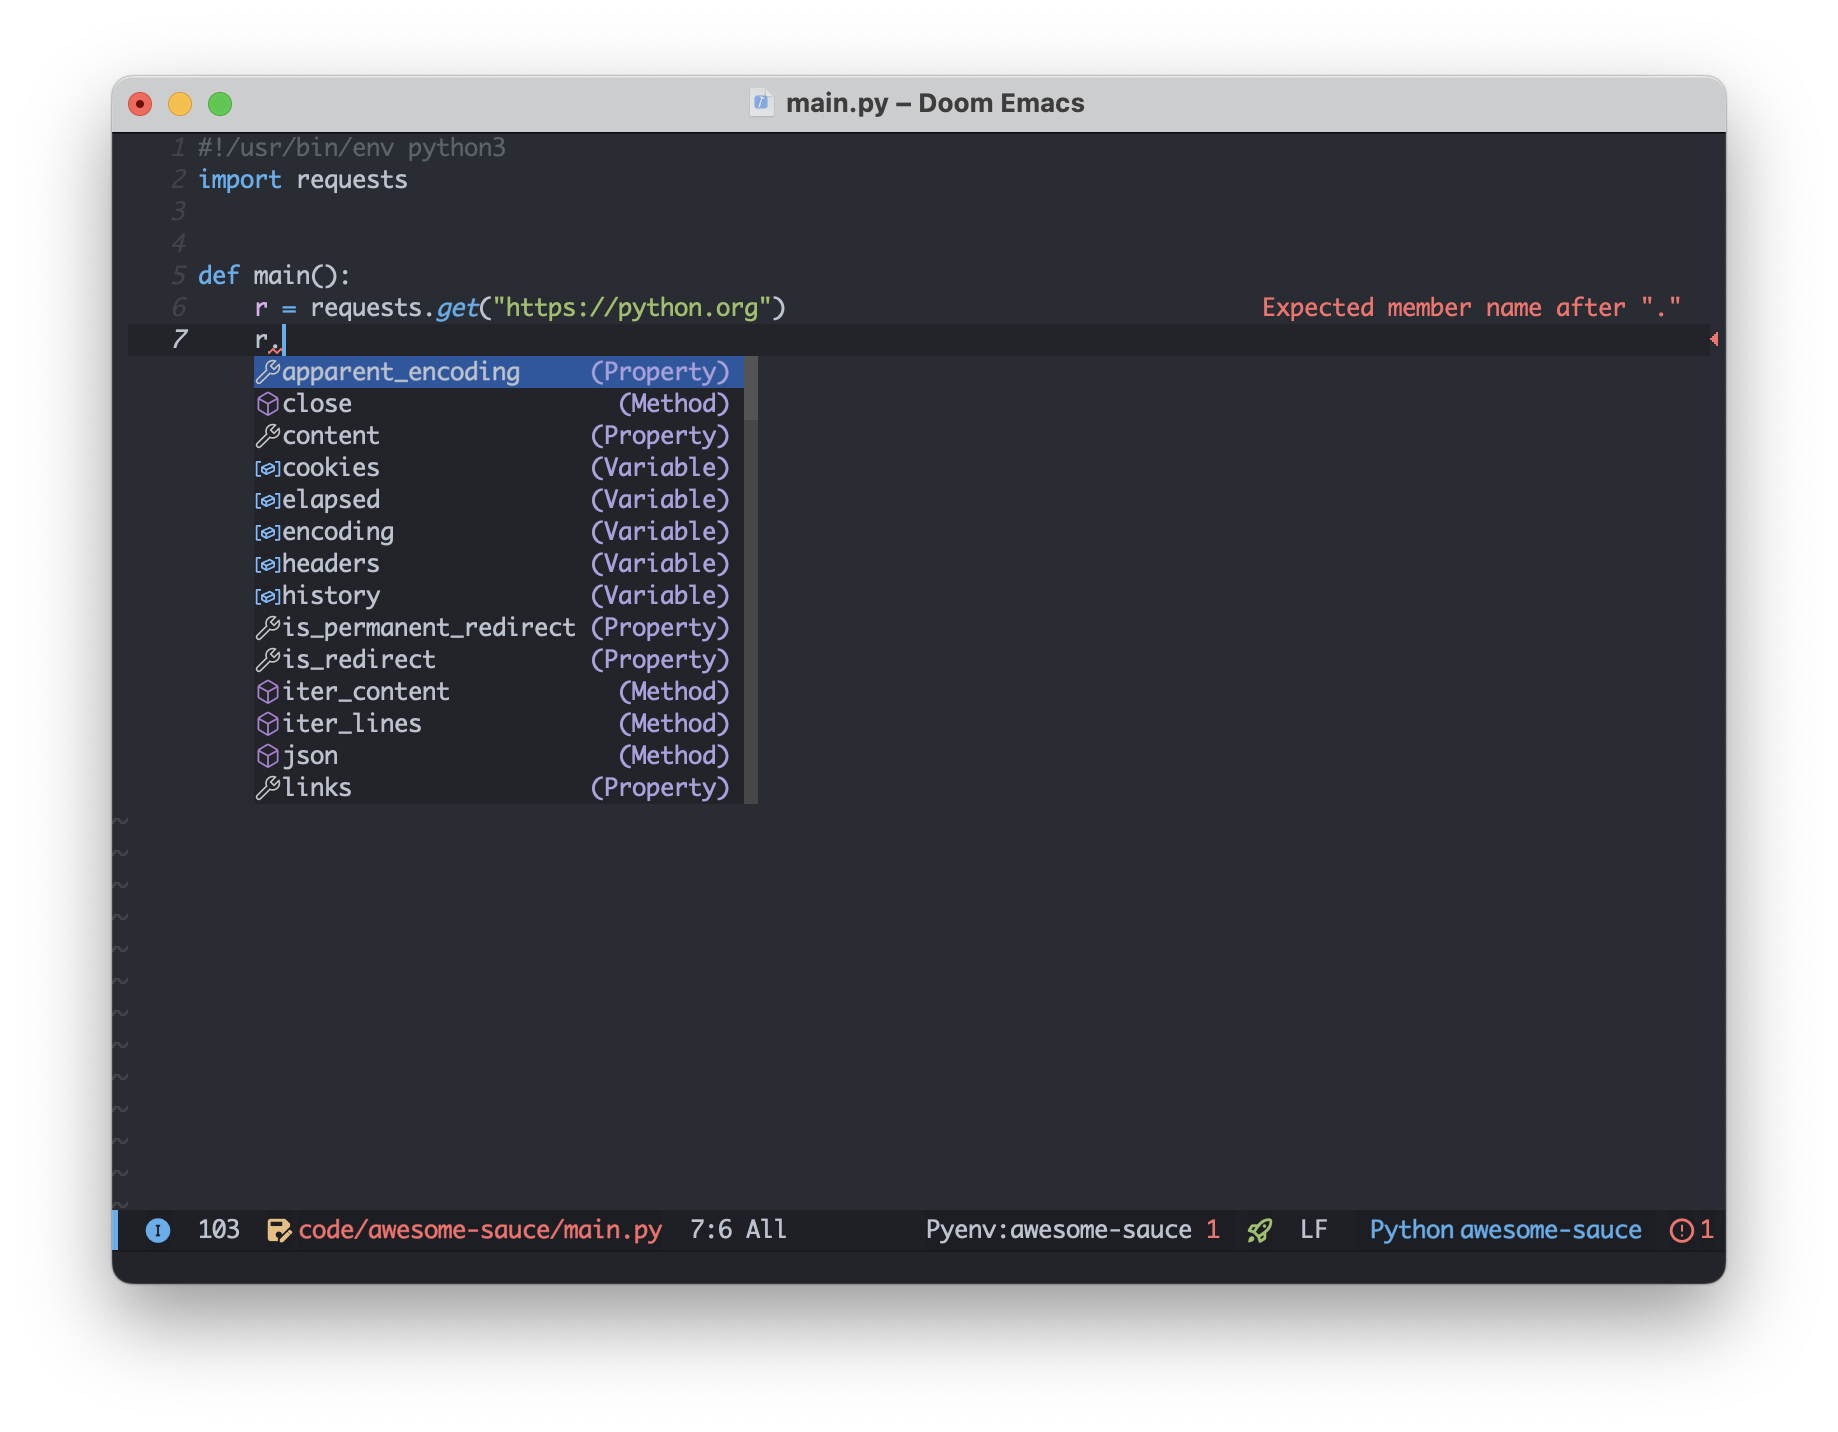 main.py – Doom Emacs
1 #!/usr/bin/env python3
2 import requests
3
4
5 def main():
6     r = requests.get("https://python.org") Expected member name after "."
7     r.
apparent_encoding (Property)
close (Method)
content (Property)
cookies (Variable)
elapsed (Variable)
encoding (Variable)
headers (Variable)
history (Variable)
is_permanent_redirect (Property)
is_redirect (Property)
iter_content (Method)
iter_lines (Method)
json (Method)
links (Property)
~
~
~
~
~
~
~
~
~
~
~
~
~
I 103 code/awesome-sauce/main.py 7:6 All Pyenv:awesome-sauce 1 LF Python awesome-sauce 1